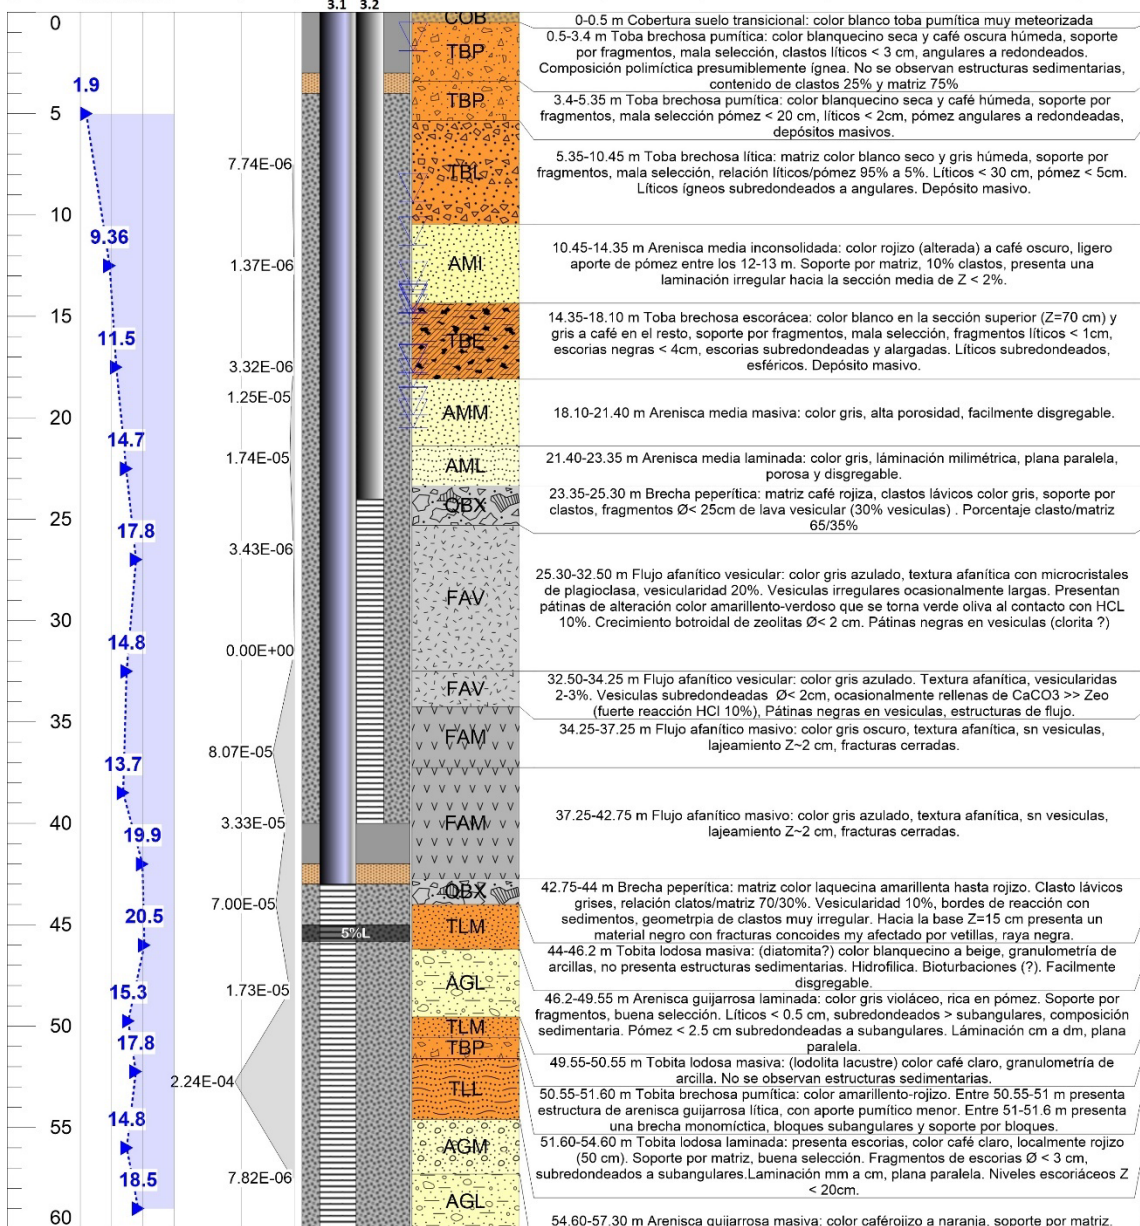 3.1 3.2
0
5
10
15
20
25
30
35
40
45
50
55
60
1.9
9.36
11.5
14.7
17.8
14.8
13.7
19.9
20.5
15.3
17.8
14.8
18.5
7.74E-06
1.37E-06
3.32E-06
1.25E-05
1.74E-05
3.43E-06
0.00E+00
8.07E-05
3.33E-05
7.00E-05
1.73E-05
2.24E-04
7.82E-06
5%L
COB
TBP
TBP
TBL
AMI
TBE
AMM
AML
QBX
FAV
FAV
FAM
FAM
QBX
TLM
AGL
TLM
TBP
TLL
AGM
AGL
0-0.5 m Cobertura suelo transicional: color blanco toba pumítica muy meteorizada
0.5-3.4 m Toba brechosa pumítica: color blanquecino seca y café oscura húmeda, soporte
por fragmentos, mala selección, clastos líticos < 3 cm, angulares a redondeados.
Composición polimíctica presumiblemente ígnea. No se observan estructuras sedimentarias,
contenido de clastos 25% y matriz 75%
3.4-5.35 m Toba brechosa pumítica: color blanquecino seca y café húmeda, soporte por
fragmentos, mala selección pómez < 20 cm, líticos < 2cm, pómez angulares a redondeadas,
depósitos masivos.
5.35-10.45 m Toba brechosa lítica: matriz color blanco seco y gris húmeda, soporte por
fragmentos, mala selección, relación líticos/pómez 95% a 5%. Líticos < 30 cm, pómez < 5cm.
Líticos ígneos subredondeados a angulares. Depósito masivo.
10.45-14.35 m Arenisca media inconsolidada: color rojizo (alterada) a café oscuro, ligero
aporte de pómez entre los 12-13 m. Soporte por matriz, 10% clastos, presenta una
laminación irregular hacia la sección media de Z < 2%.
14.35-18.10 m Toba brechosa escorácea: color blanco en la sección superior (Z=70 cm) y
gris a café en el resto, soporte por fragmentos, mala selección, fragmentos líticos < 1cm,
escorias negras < 4cm, escorias subredondeadas y alargadas. Líticos subredondeados,
esféricos. Depósito masivo.
18.10-21.40 m Arenisca media masiva: color gris, alta porosidad, facilmente disgregable.
21.40-23.35 m Arenisca media laminada: color gris, láminación milimétrica, plana paralela,
porosa y disgregable.
23.35-25.30 m Brecha peperítica: matriz café rojiza, clastos lávicos color gris, soporte por
clastos, fragmentos Ø< 25cm de lava vesicular (30% vesiculas) . Porcentaje clasto/matriz
65/35%
25.30-32.50 m Flujo afanítico vesicular: color gris azulado, textura afanítica con microcristales
de plagioclasa, vesicularidad 20%. Vesiculas irregulares ocasionalmente largas. Presentan
pátinas de alteración color amarillento-verdoso que se torna verde oliva al contacto con HCL
10%. Crecimiento botroidal de zeolitas Ø< 2 cm. Pátinas negras en vesiculas (clorita ?)
32.50-34.25 m Flujo afanítico vesicular: color gris azulado. Textura afanítica, vesicularidas
2-3%. Vesiculas subredondeadas Ø< 2cm, ocasionalmente rellenas de CaCO3 >> Zeo
(fuerte reacción HCl 10%), Pátinas negras en vesiculas, estructuras de flujo.
34.25-37.25 m Flujo afanítico masivo: color gris oscuro, textura afanítica, sn vesiculas,
lajeamiento Z~2 cm, fracturas cerradas.
37.25-42.75 m Flujo afanítico masivo: color gris azulado, textura afanítica, sn vesiculas,
lajeamiento Z~2 cm, fracturas cerradas.
42.75-44 m Brecha peperítica: matriz color laquecina amarillenta hasta rojizo. Clasto lávicos
grises, relación clatos/matriz 70/30%. Vesicularidad 10%, bordes de reacción con
sedimentos, geometrpia de clastos muy irregular. Hacia la base Z=15 cm presenta un
material negro con fracturas concoides my afectado por vetillas, raya negra.
44-46.2 m Tobita lodosa masiva: (diatomita?) color blanquecino a beige, granulometría de
arcillas, no presenta estructuras sedimentarias. Hidrofilica. Bioturbaciones (?). Facilmente
disgregable.
46.2-49.55 m Arenisca guijarrosa laminada: color gris violáceo, rica en pómez. Soporte por
fragmentos, buena selección. Líticos < 0.5 cm, subredondeados > subangulares, composición
sedimentaria. Pómez < 2.5 cm subredondeadas a subangulares. Láminación cm a dm, plana
paralela.
49.55-50.55 m Tobita lodosa masiva: (lodolita lacustre) color café claro, granulometría de
arcilla. No se observan estructuras sedimentarias.
50.55-51.60 m Tobita brechosa pumítica: color amarillento-rojizo. Entre 50.55-51 m presenta
estructura de arenisca guijarrosa lítica, con aporte pumítico menor. Entre 51-51.6 m presenta
una brecha monomíctica, bloques subangulares y soporte por bloques.
51.60-54.60 m Tobita lodosa laminada: presenta escorias, color café claro, localmente rojizo
(50 cm). Soporte por matriz, buena selección. Fragmentos de escorias Ø < 3 cm,
subredondeados a subangulares.Laminación mm a cm, plana paralela. Niveles escoriáceos Z
< 20cm.
54.60-57.30 m Arenisca guijarrosa masiva: color caférojizo a naranja, soporte por matriz,